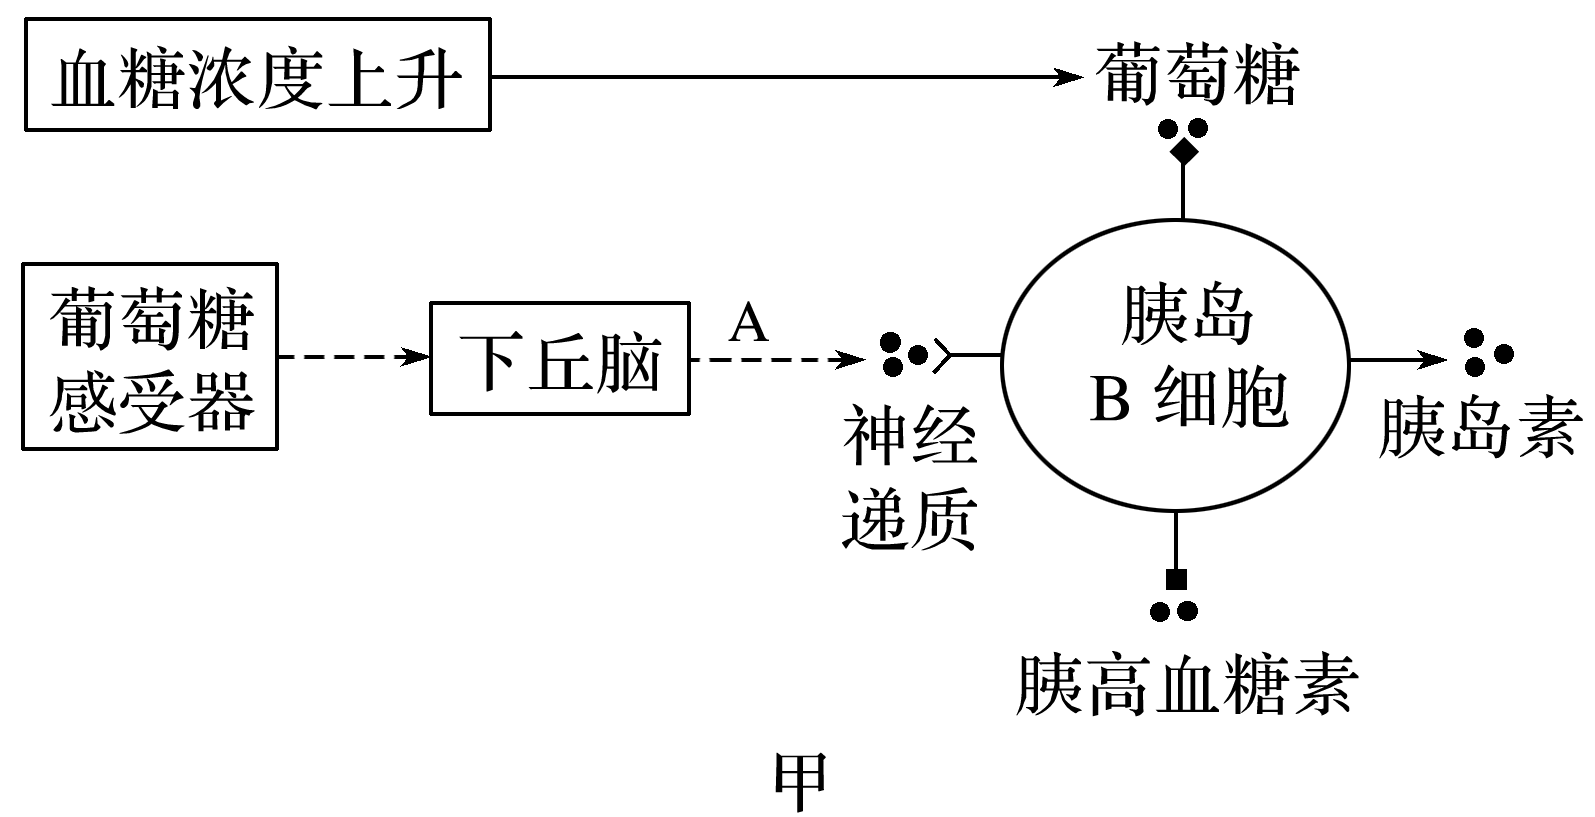 血糖浓度上升
葡萄糖
葡萄糖
感受器
下丘脑
A
神经
递质
胰岛
B 细胞
胰岛素
胰高血糖素
甲